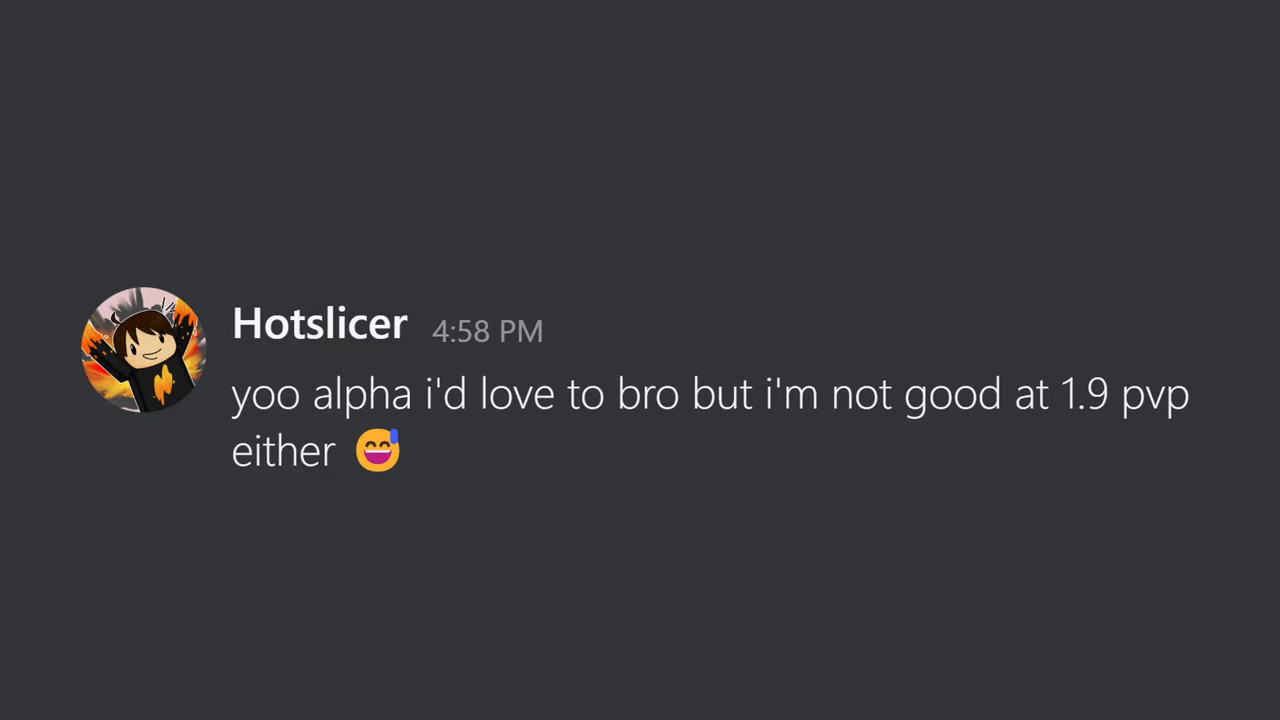 Hotslicer 4:58 PM
yoo alpha i'd love to bro but i'm not good at 1.9 pvp
either 😅